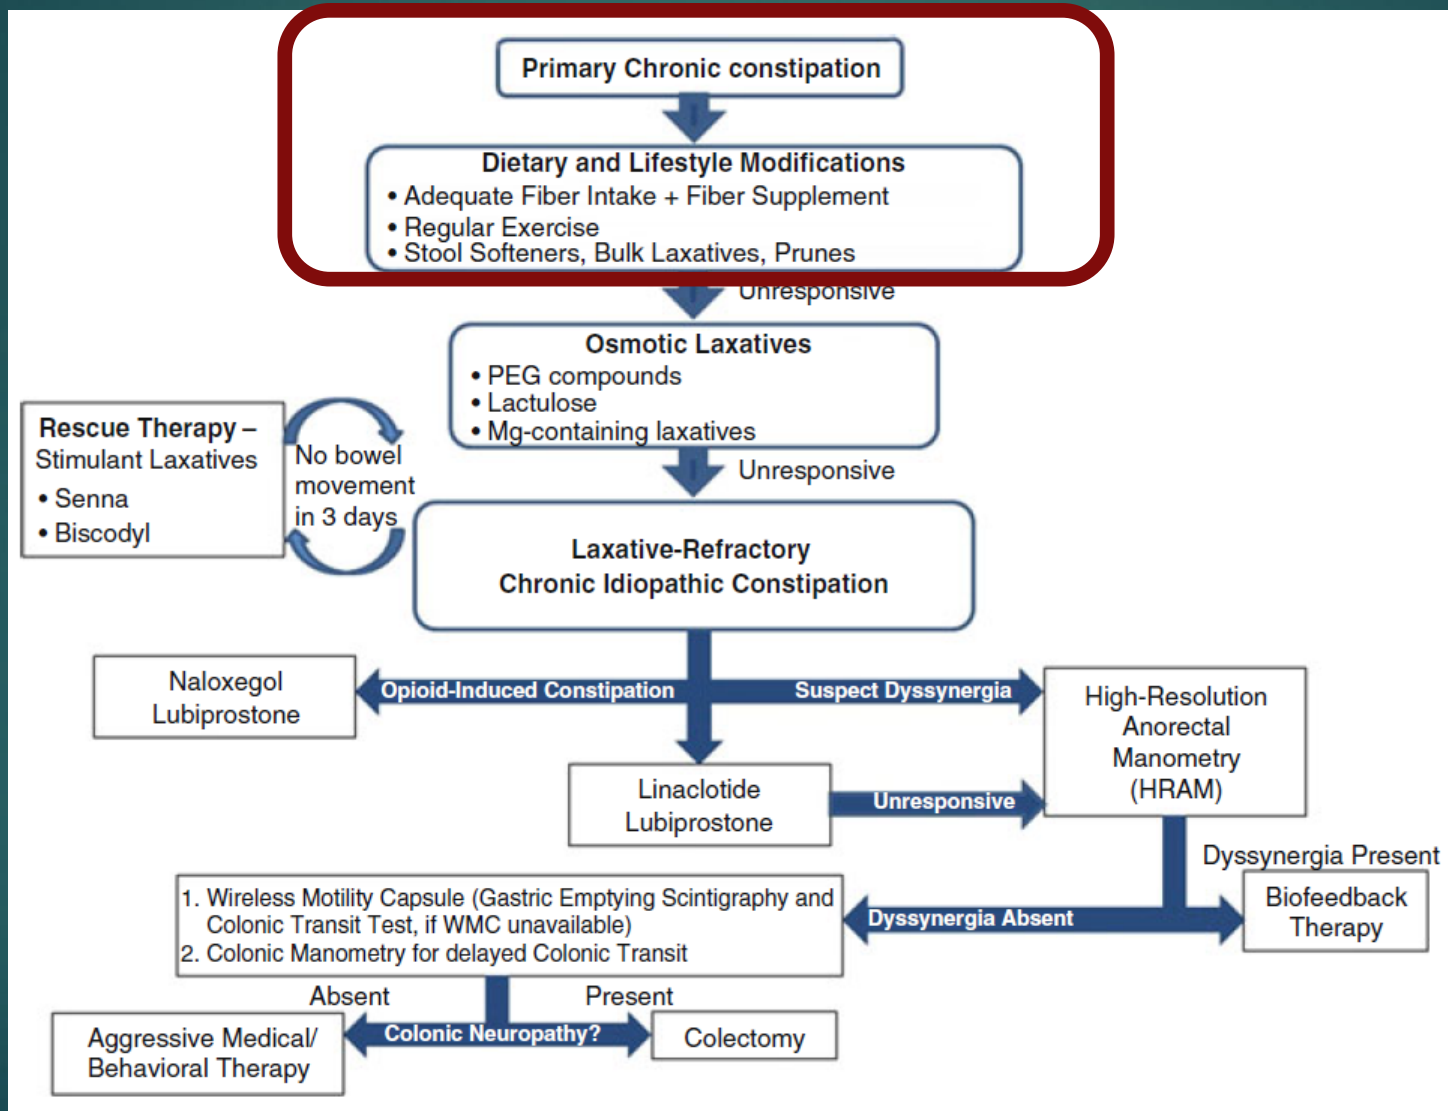 Primary Chronic constipation
Dietary and Lifestyle Modifications
• Adequate Fiber Intake + Fiber Supplement
• Regular Exercise
• Stool Softeners, Bulk Laxatives, Prunes
Unresponsive
Osmotic Laxatives
• PEG compounds
• Lactulose
• Mg-containing laxatives
Rescue Therapy –
Stimulant Laxatives
• Senna
• Biscodyl
No bowel
movement
in 3 days
Unresponsive
Laxative-Refractory
Chronic Idiopathic Constipation
Naloxegol
Lubiprostone
Opioid-Induced Constipation
Suspect Dyssynergia
High-Resolution
Anorectal
Manometry
(HRAM)
Linaclotide
Lubiprostone
Unresponsive
Dyssynergia Present
Biofeedback
Therapy
Dyssynergia Absent
1. Wireless Motility Capsule (Gastric Emptying Scintigraphy and
Colonic Transit Test, if WMC unavailable)
2. Colonic Manometry for delayed Colonic Transit
Absent
Present
Colonic Neuropathy?
Aggressive Medical/
Behavioral Therapy
Colectomy